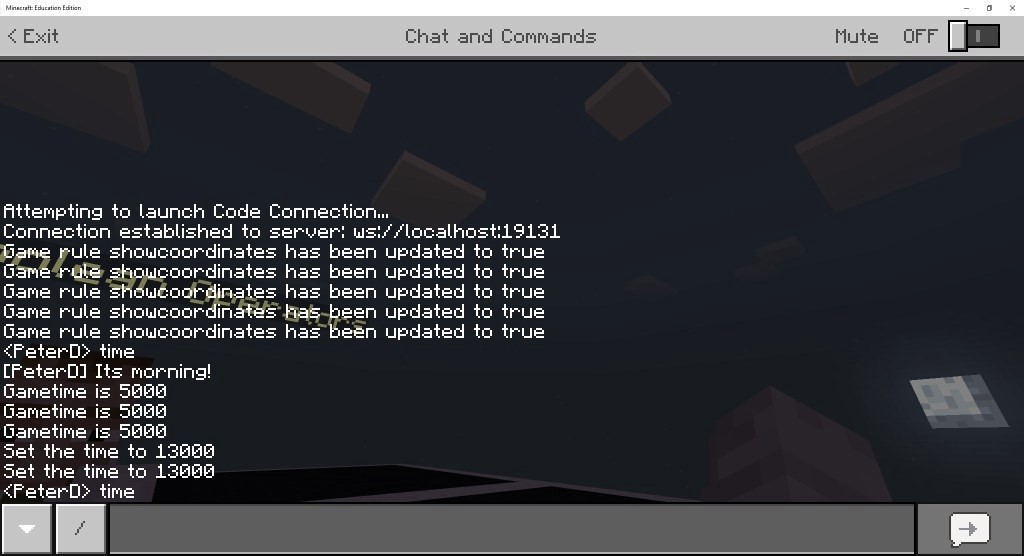 Minecraft: Education Edition
< Exit
Chat and Commands
Mute OFF
Attempting to launch Code Connection...
Connection established to server: ws://localhost:19131
Game rule showcoordinates has been updated to true
Game rule showcoordinates has been updated to true
Game rule showcoordinates has been updated to true
Game rule showcoordinates has been updated to true
Game rule showcoordinates has been updated to true
Operators
<PeterD> time
[PeterD] Its morning!
Gametime is 5000
Gametime is 5000
Gametime is 5000
Set the time to 13000
Set the time to 13000
<PeterD> time
/